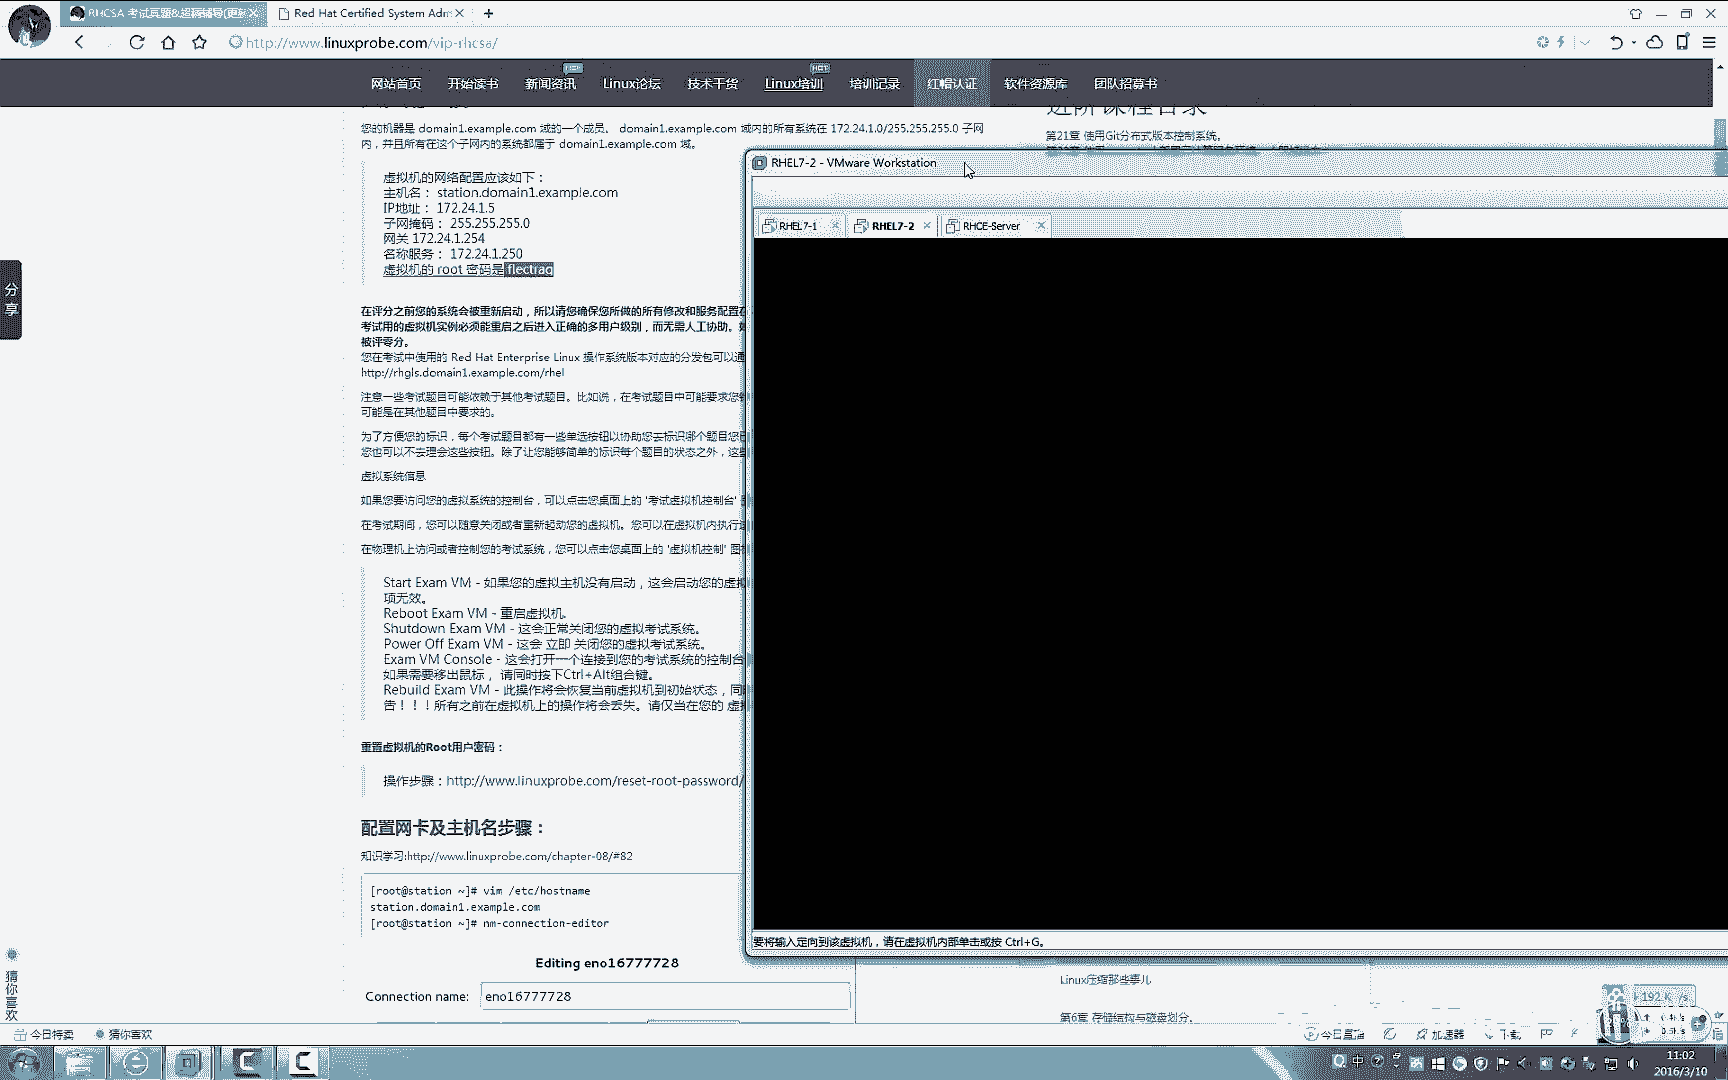 RHCSA 考试真题&超
Red Hat Certified System Adm
http://www.linuxprobe.com/vip-rhcsa/
网站首页 开始读书 新闻资讯 Linux论坛 技术干货 Linux培训 HOT 培训记录 红帽认证 软件资源库 团队招募书
您的机器是 domain1.example.com 域的一个成员。 domain1.example.com 域内的所有系统在 172.24.1.0/255.255.255.0 子网
内，并且所有在这个子网内的系统都属于 domain1.example.com 域。
进阶课程目录
第21章 使用Git分布式版本控制系统。
虚拟机的网络配置应该如下：
主机名： station.domain1.example.com
IP地址： 172.24.1.5
子网掩码： 255.255.255.0
网关 172.24.1.254
名称服务： 172.24.1.250
虚拟机的 root 密码是 flectrag
在评分之前您的系统会被重新启动，所以请您确保您所做的所有修改和服务配置在
考试用的虚拟机实例必须能重启之后进入正确的多用户级别，而无需人工协助。
被评零分。
您在考试中使用的 Red Hat Enterprise Linux 操作系统版本对应的分发包可以通
http://rhgls.domain1.example.com/rhel
注意一些考试题目可能依赖于其他考试题目。比如说，在考试题目中可能要求您
可能是在其他题目中要求的。
为了方便您的标识，每个考试题目都有一些单选按钮以协助您去标识哪个题目您
您也可以不去理会这些按钮。除了让您能够简单的标识每个题目的状态之外，这
虚拟系统信息
如果您要访问您的虚拟系统的控制台，可以点击您桌面上的 '考试虚拟机控制台'
在考试期间，您可以随意关闭或者重新起动您的虚拟机。您可以在虚拟机内执行
在物理机上访问或者控制您的考试系统，您可以点击您桌面上的 '虚拟机控制' 图
Start Exam VM - 如果您的虚拟主机没有启动，这会启动您的虚拟
项无效。
Reboot Exam VM - 重启虚拟机.
Shutdown Exam VM - 这会正常关闭您的虚拟考试系统。
Power Off Exam VM - 这会 立即 关闭您的虚拟考试系统。
Exam VM Console - 这会打开一个连接到您的考试系统的控制台
如果需要移出鼠标， 请同时按下Ctrl+Alt组合键。
Rebuild Exam VM - 此操作将会恢复当前虚拟机到初始状态，同
告！！！所有之前在虚拟机上的操作将会丢失。请仅当在您的 虚
重置虚拟机的Root用户密码：
操作步骤：http://www.linuxprobe.com/reset-root-password/
配置网卡及主机名步骤：
知识学习:http://www.linuxprobe.com/chapter-08/#82
[root@station ~]# vim /etc/hostname
station.domain1.example.com
[root@station ~]# nm-connection-editor
Editing eno16777728
Connection name: eno16777728
RHEL7-2 - VMware Workstation
RHEL7-1 RHEL7-2 RHCE-Server
要将输入定向到该虚拟机，请在虚拟机内部单击或按 Ctrl+G。
Linux压缩那些事儿
第6章 存储结构与磁盘划分。
分享
猜你喜欢
今日特卖 猜你喜欢
今日直播 加速器 下载
中
11:02
2016/3/10